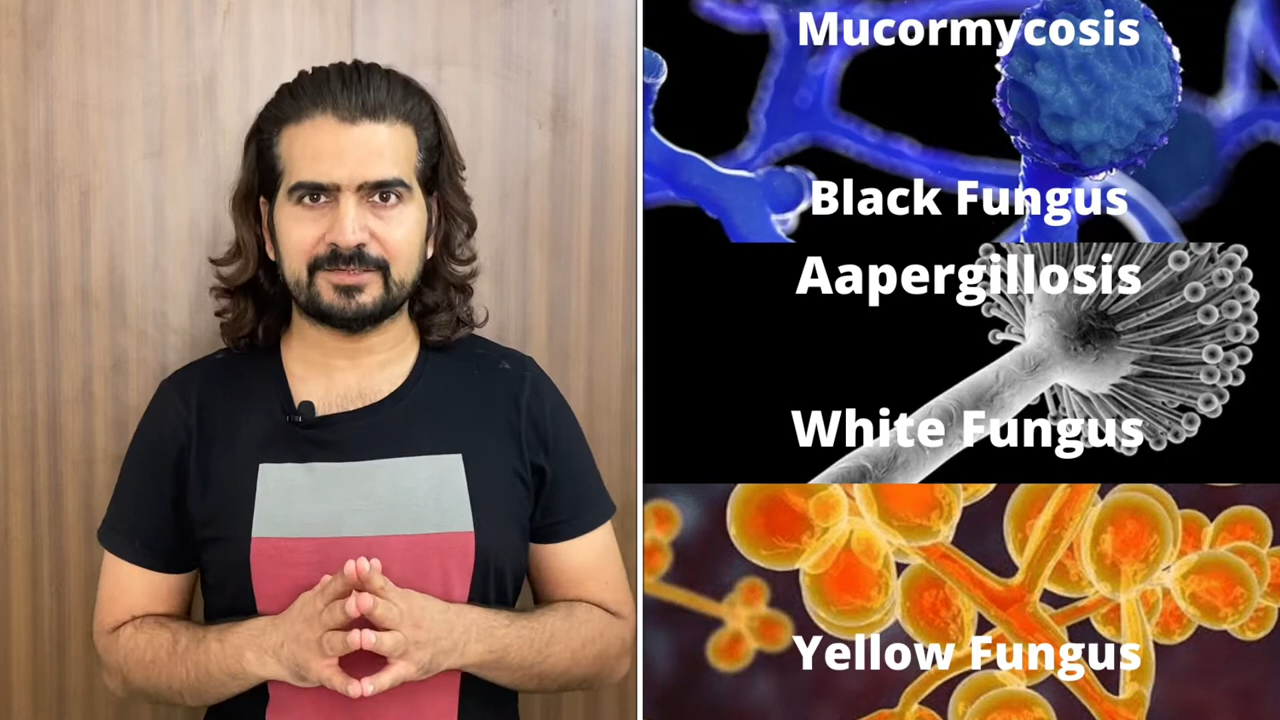 Mucormycosis
Black Fungus
Aapergillosis
White Fungus
Yellow Fungus